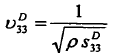 υ₃₃ᴰ = 1 / √(ρ s₃₃ᴰ)